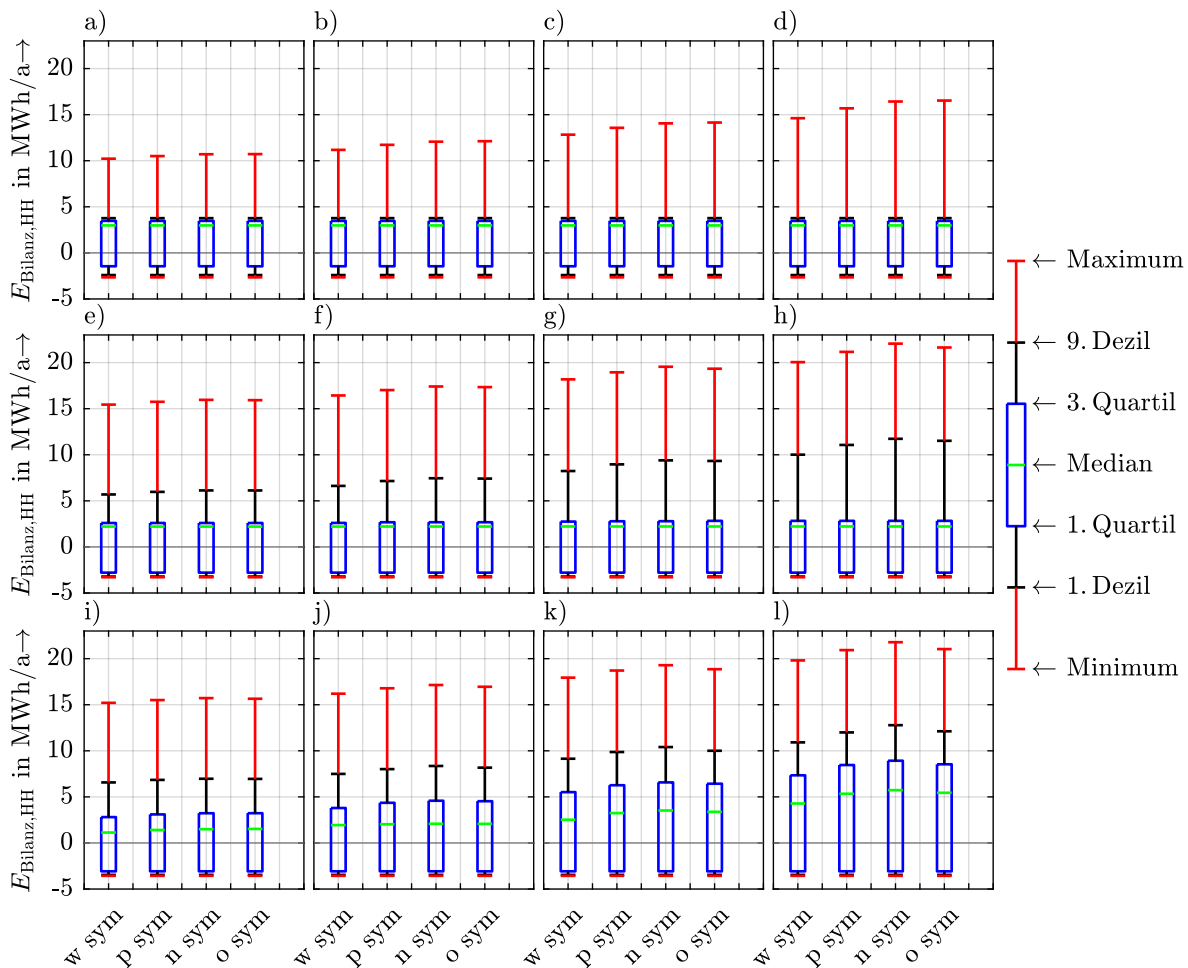 a) b) c) d)
E_Bilanz,HH in MWh/a→
20
15
10
5
0
-5
← Maximum
← 9. Dezil
← 3. Quartil
← Median
← 1. Quartil
← 1. Dezil
← Minimum
e) f) g) h)
E_Bilanz,HH in MWh/a→
20
15
10
5
0
-5
i) j) k) l)
E_Bilanz,HH in MWh/a→
20
15
10
5
0
-5
w sym p sym n sym o sym w sym p sym n sym o sym w sym p sym n sym o sym w sym p sym n sym o sym